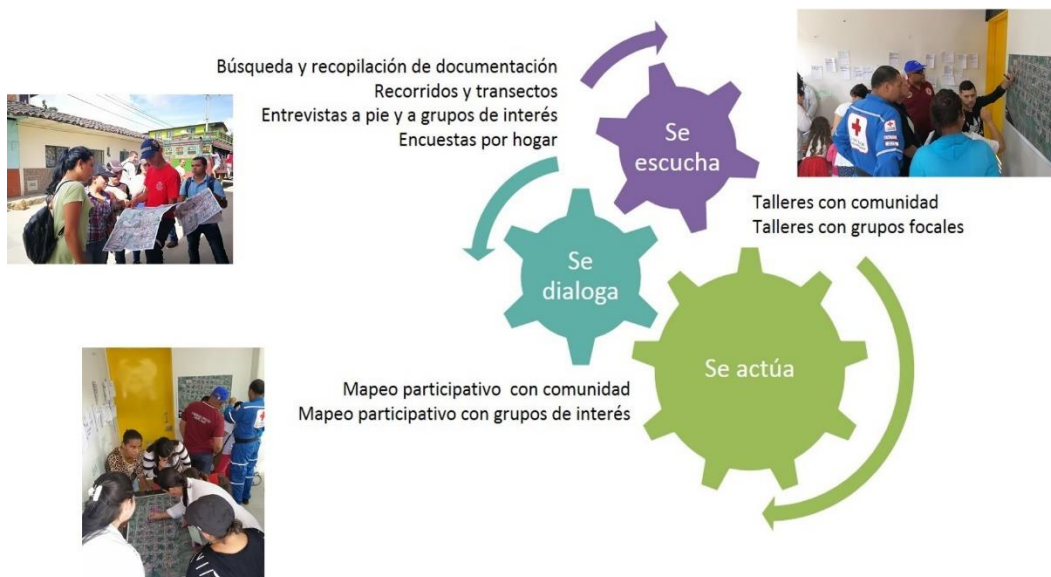 Búsqueda y recopilación de documentación
Recorridos y transectos
Entrevistas a pie y a grupos de interés
Encuestas por hogar
Se
escucha
Talleres con comunidad
Talleres con grupos focales
Se
dialoga
Se actúa
Mapeo participativo con comunidad
Mapeo participativo con grupos de interés